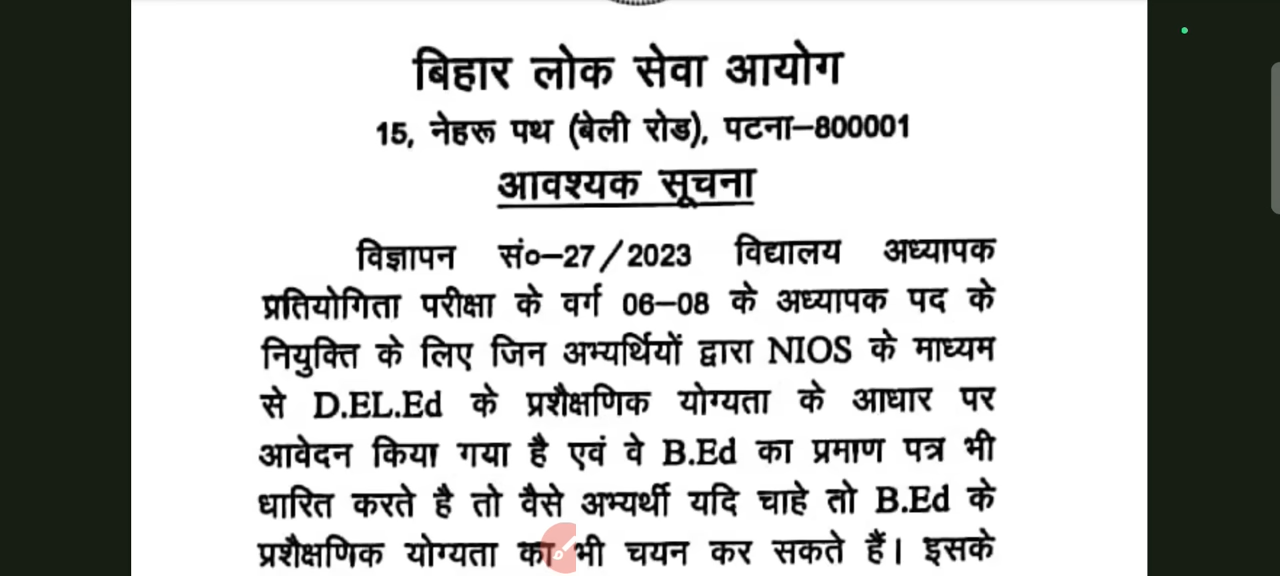 बिहार लोक सेवा आयोग
15, नेहरू पथ (बेली रोड), पटना–800001
आवश्यक सूचना
विज्ञापन सं०–27/2023 विद्यालय अध्यापक
प्रतियोगिता परीक्षा के वर्ग 06–08 के अध्यापक पद के
नियुक्ति के लिए जिन अभ्यर्थियों द्वारा NIOS के माध्यम
से D.EL.Ed के प्रशैक्षणिक योग्यता के आधार पर
आवेदन किया गया है एवं वे B.Ed का प्रमाण पत्र भी
धारित करते है तो वैसे अभ्यर्थी यदि चाहे तो B.Ed के
प्रशैक्षणिक योग्यता का भी चयन कर सकते हैं। इसके